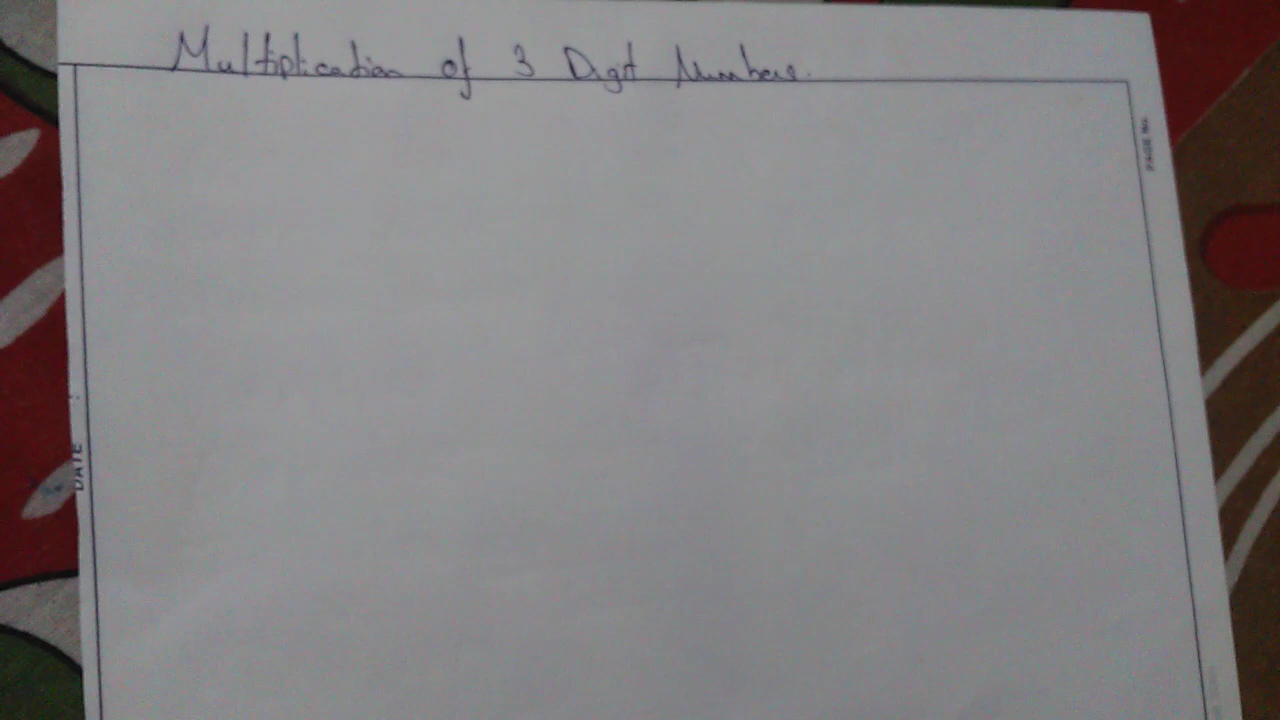 Multiplication of 3 Digit Numbers.
PAGE No.
DATE :